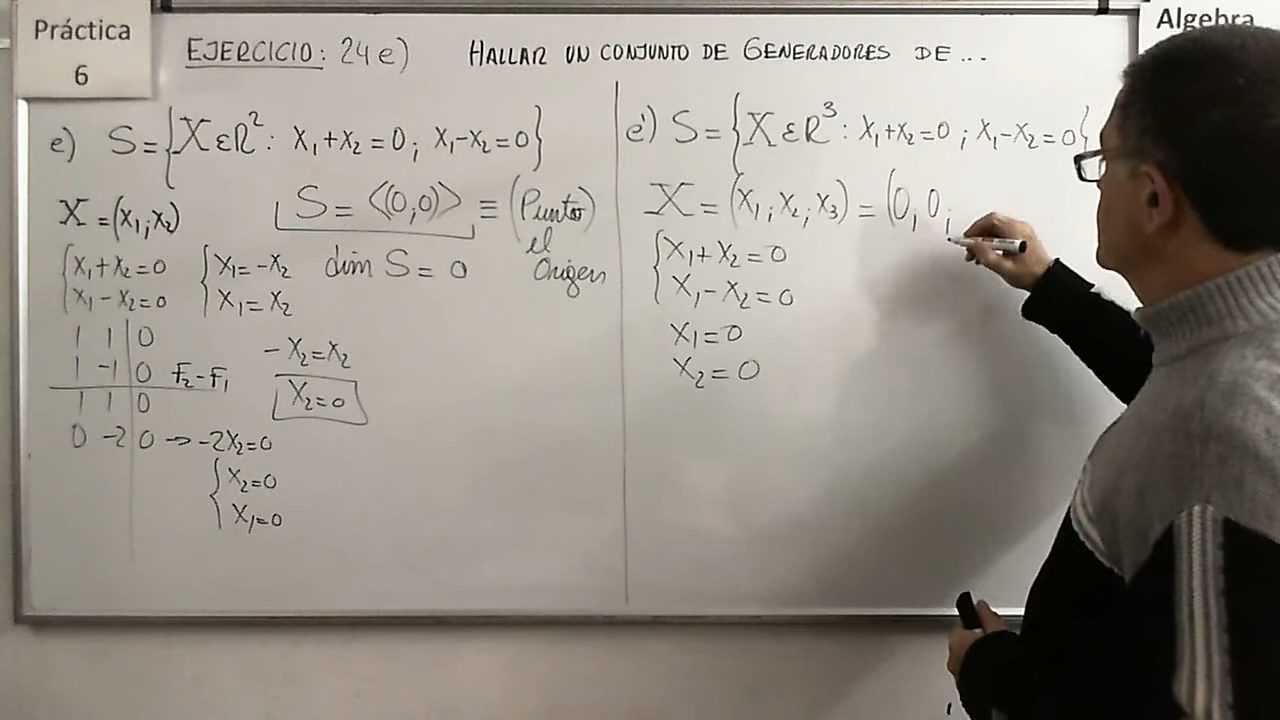 Práctica
6
Algebra
EJERCICIO: 24 e) HALLAR UN CONJUNTO DE GENERADORES DE...
e) S={X ε R²: X₁+X₂=0; X₁-X₂=0}
X=(X₁;X₂)
S=<(0,0)> ≡ (Punto)
el
Origen
dim S=0
{X₁+X₂=0
X₁-X₂=0
{X₁=-X₂
X₁=X₂
1 1 | 0
1 -1 | 0 F₂-F₁
1 1 | 0
0 -2 | 0 → -2X₂=0
{X₂=0
X₁=0
-X₂=X₂
X₂=0
e') S={X ε R³: X₁+X₂=0; X₁-X₂=0}
X=(X₁;X₂;X₃)=(0,0;
{X₁+X₂=0
X₁-X₂=0
X₁=0
X₂=0